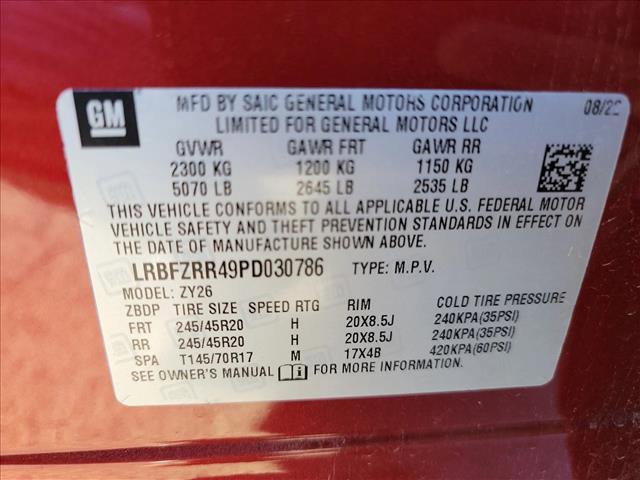 GM
MFD BY SAIC GENERAL MOTORS CORPORATION 08/22
LIMITED FOR GENERAL MOTORS LLC
GVWR GAWR FRT GAWR RR
2300 KG 1200 KG 1150 KG
5070 LB 2645 LB 2535 LB
THIS VEHICLE CONFORMS TO ALL APPLICABLE U.S. FEDERAL MOTOR
VEHICLE SAFETY AND THEFT PREVENTION STANDARDS IN EFFECT ON
THE DATE OF MANUFACTURE SHOWN ABOVE.
LRBFZRR49PD030786 TYPE: M.P.V.
MODEL: ZY26
ZBDP TIRE SIZE SPEED RTG RIM COLD TIRE PRESSURE
FRT 245/45R20 H 20X8.5J 240KPA(35PSI)
RR 245/45R20 H 20X8.5J 240KPA(35PSI)
SPA T145/70R17 M 17X4B 420KPA(60PSI)
SEE OWNER'S MANUAL i FOR MORE INFORMATION.